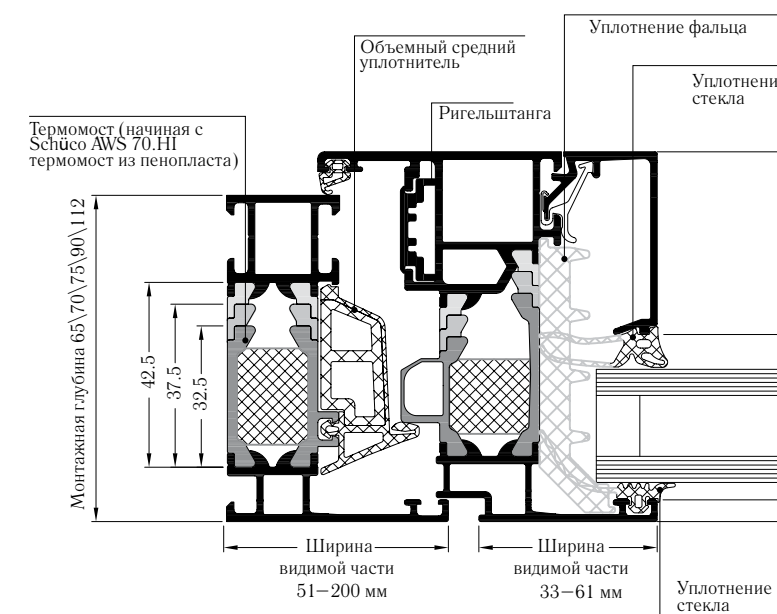 Уплотнение фальца
Объемный средний
уплотнитель
Уплотнени
стекла
Ригельштанга
Термомост (начиная с
Schüco AWS 70.HI
термомост из пенопласта)
Монтажная глубина 65\70\75\90\112
42.5
37.5
32.5
Ширина
видимой части
51–200 мм
Ширина
видимой части
33–61 мм
Уплотнение
стекла